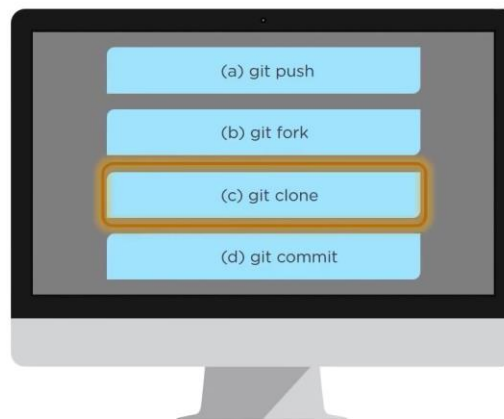 (a) git push
(b) git fork
(c) git clone
(d) git commit